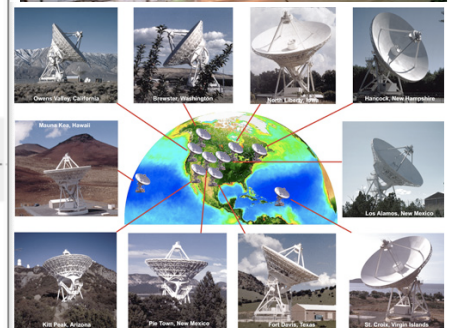 Owens Valley, California
Brewster, Washington
North Liberty, Iowa
Hancock, New Hampshire
Mouna Kea, Hawaii
Los Alamos, New Mexico
Kitt Peak, Arizona
Pie Town, New Mexico
Fort Davis, Texas
St. Croix, Virgin Islands